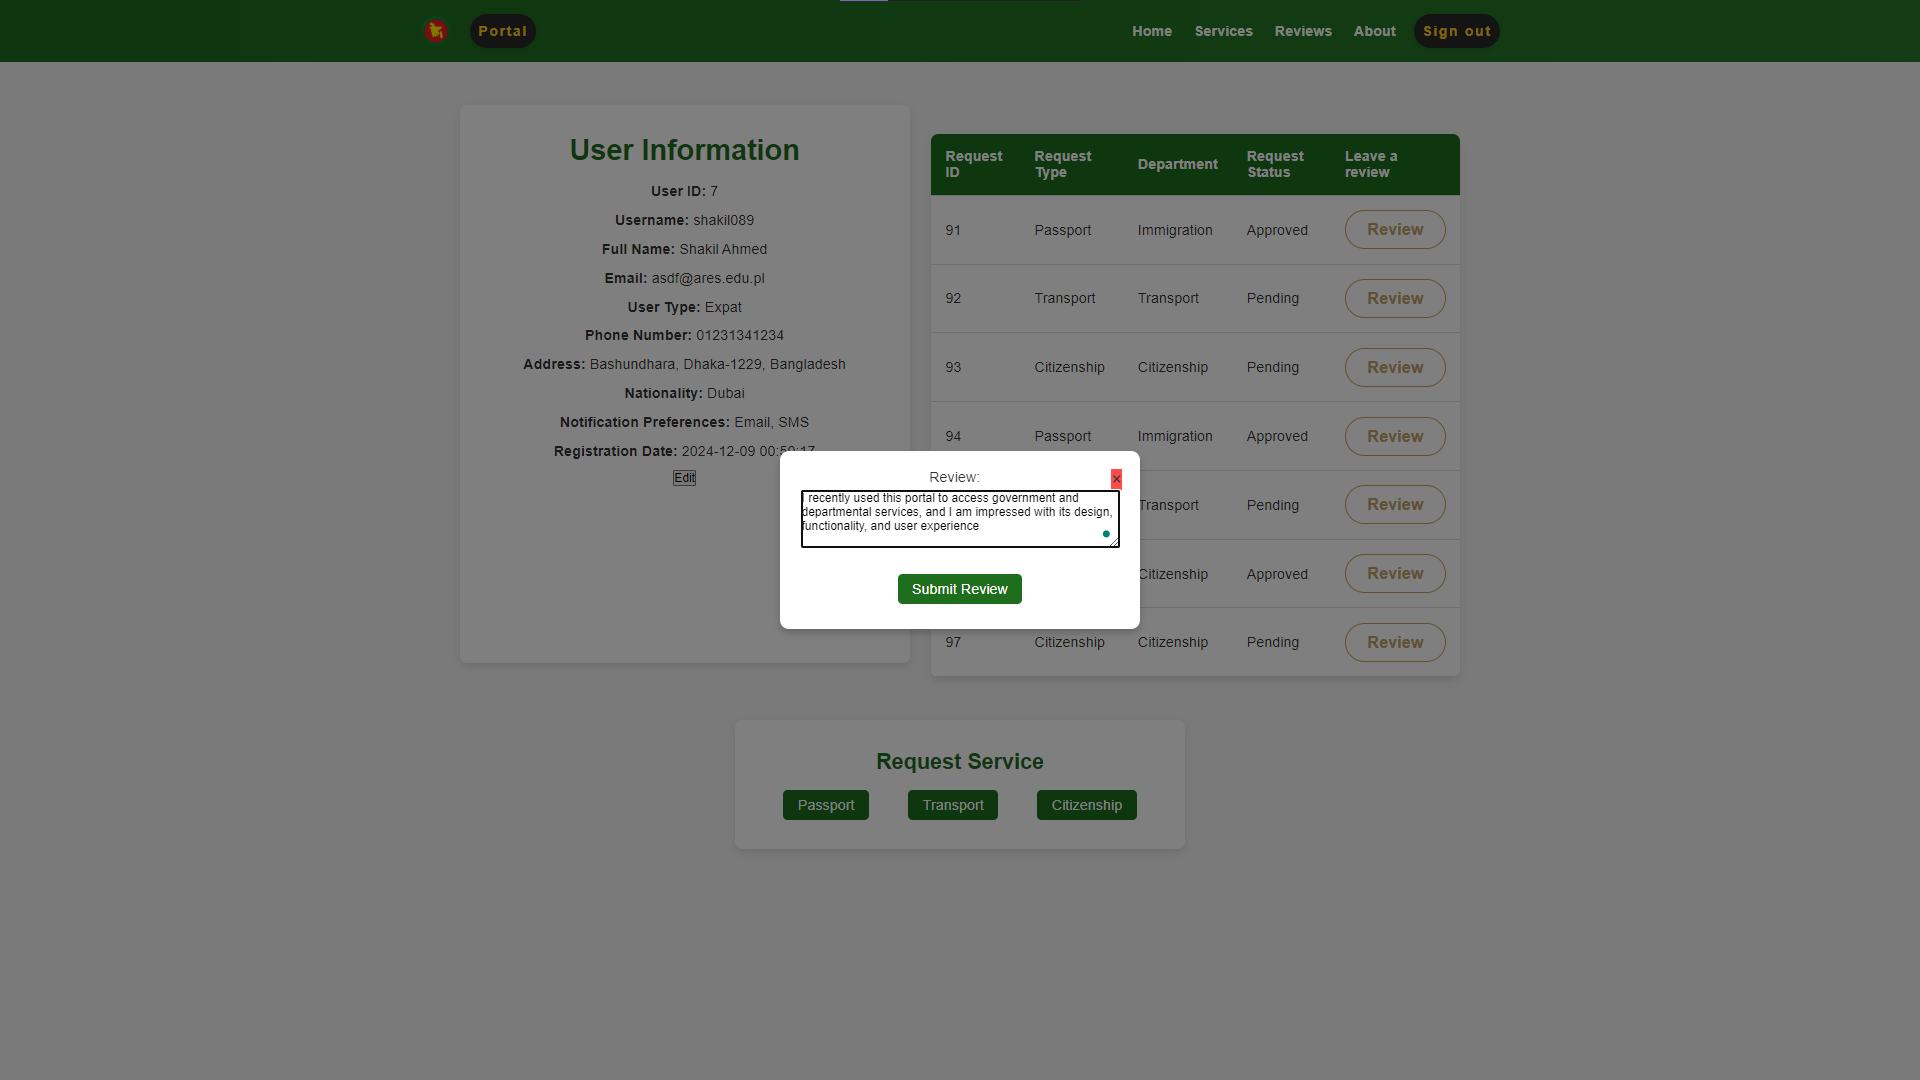 Portal
Home Services Reviews About Sign out
User Information
User ID: 7
Username: shakil089
Full Name: Shakil Ahmed
Email: asdf@ares.edu.pl
User Type: Expat
Phone Number: 01231341234
Address: Bashundhara, Dhaka-1229, Bangladesh
Nationality: Dubai
Notification Preferences: Email, SMS
Registration Date: 2024-12-09 00:50:17
Edit
Request ID Request Type Department Request Status Leave a review
91 Passport Immigration Approved Review
92 Transport Transport Pending Review
93 Citizenship Citizenship Pending Review
94 Passport Immigration Approved Review
Transport Pending Review
Citizenship Approved Review
97 Citizenship Citizenship Pending Review
Review:
×
I recently used this portal to access government and
departmental services, and I am impressed with its design,
functionality, and user experience
Submit Review
Request Service
Passport Transport Citizenship